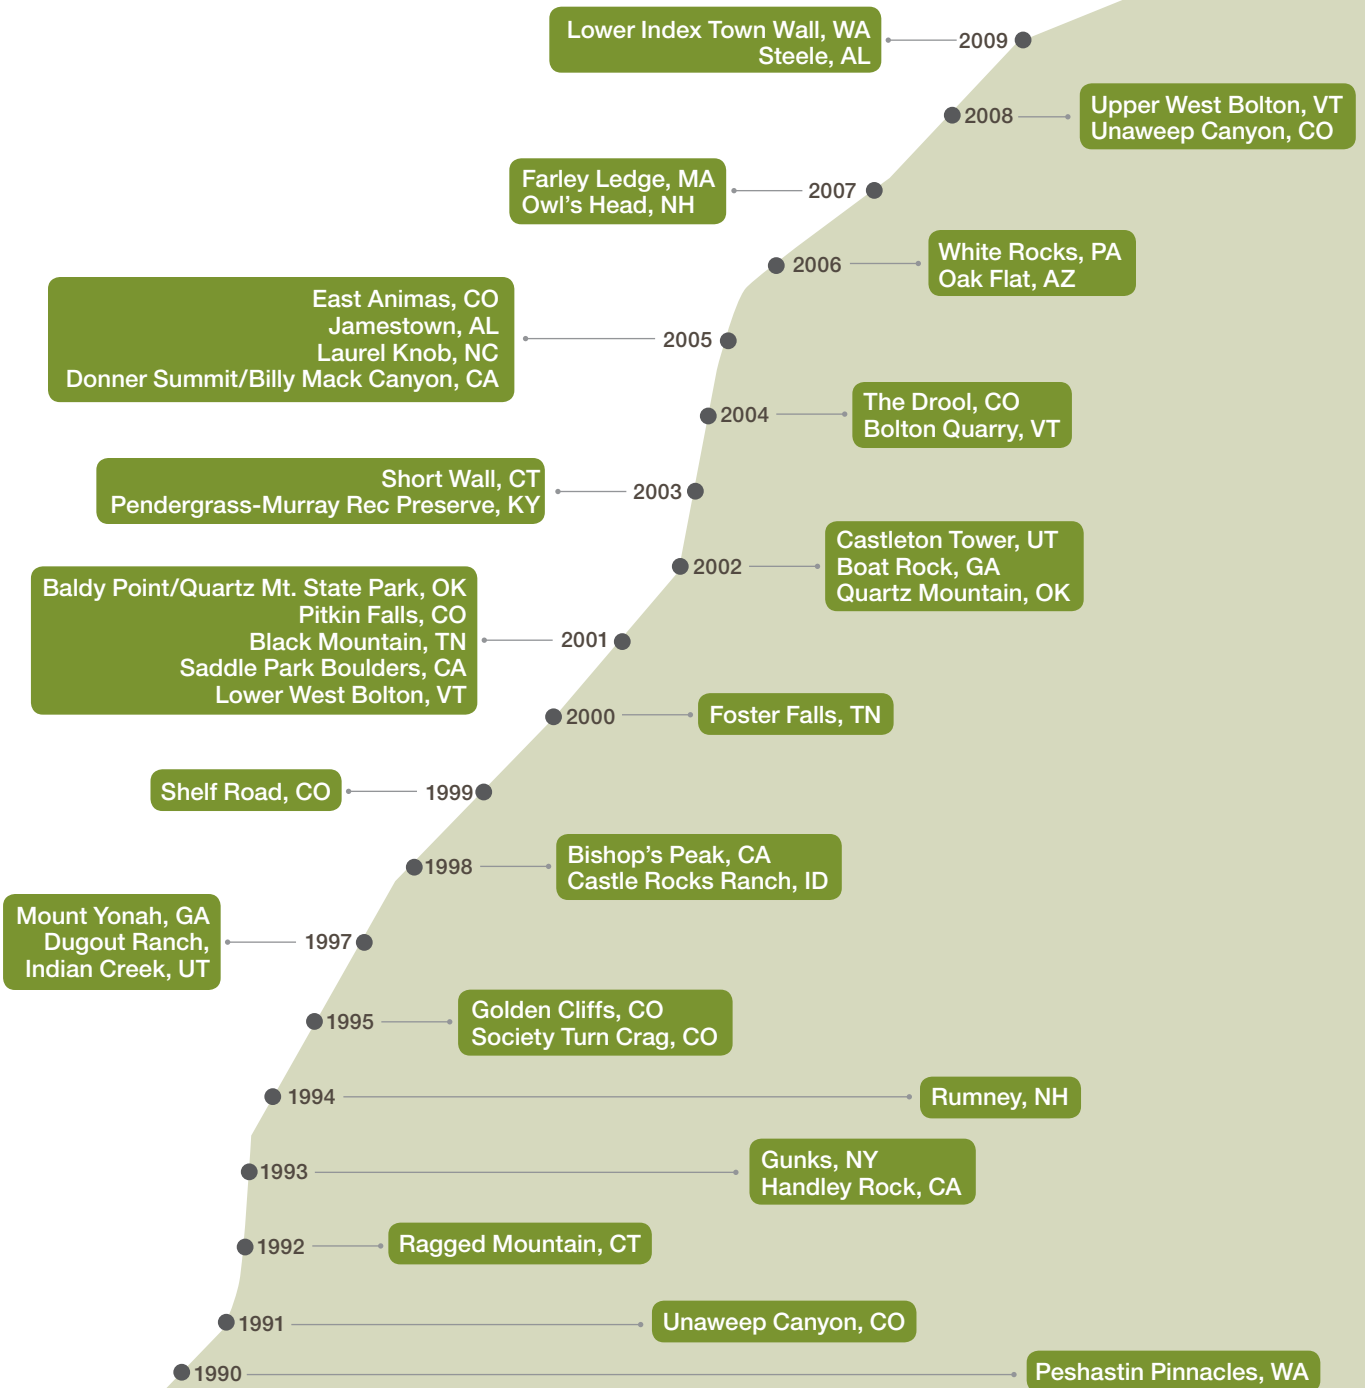 Lower Index Town Wall, WA
Steele, AL
2009
2008
Upper West Bolton, VT
Unaweep Canyon, CO
Farley Ledge, MA
Owl's Head, NH
2007
2006
White Rocks, PA
Oak Flat, AZ
East Animas, CO
Jamestown, AL
Laurel Knob, NC
Donner Summit/Billy Mack Canyon, CA
2005
2004
The Drool, CO
Bolton Quarry, VT
Short Wall, CT
Pendergrass-Murray Rec Preserve, KY
2003
2002
Castleton Tower, UT
Boat Rock, GA
Quartz Mountain, OK
Baldy Point/Quartz Mt. State Park, OK
Pitkin Falls, CO
Black Mountain, TN
Saddle Park Boulders, CA
Lower West Bolton, VT
2001
2000
Foster Falls, TN
Shelf Road, CO
1999
1998
Bishop's Peak, CA
Castle Rocks Ranch, ID
Mount Yonah, GA
Dugout Ranch,
Indian Creek, UT
1997
1995
Golden Cliffs, CO
Society Turn Crag, CO
1994
Rumney, NH
1993
Gunks, NY
Handley Rock, CA
1992
Ragged Mountain, CT
1991
Unaweep Canyon, CO
1990
Peshastin Pinnacles, WA